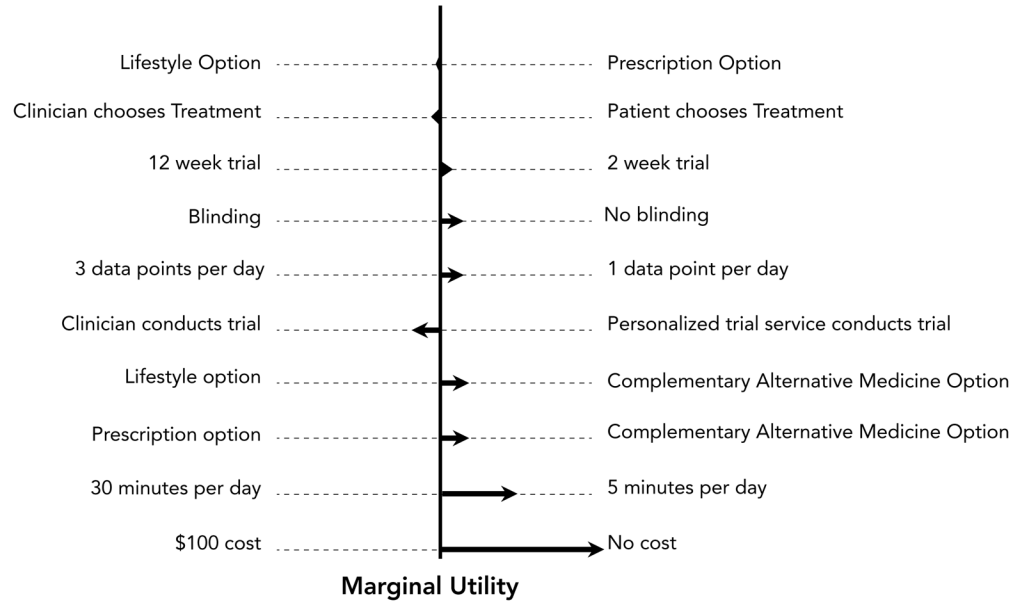 Lifestyle Option Prescription Option
Clinician chooses Treatment Patient chooses Treatment
12 week trial 2 week trial
Blinding No blinding
3 data points per day 1 data point per day
Clinician conducts trial Personalized trial service conducts trial
Lifestyle option Complementary Alternative Medicine Option
Prescription option Complementary Alternative Medicine Option
30 minutes per day 5 minutes per day
$100 cost No cost
Marginal Utility